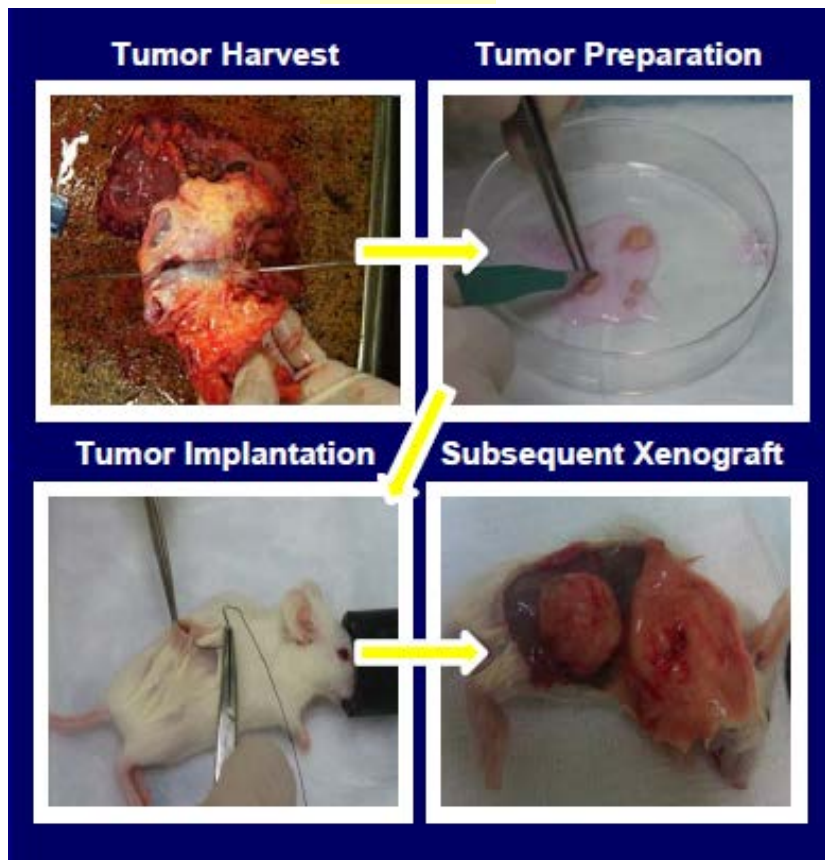 Tumor Harvest
Tumor Preparation
Tumor Implantation
Subsequent Xenograft